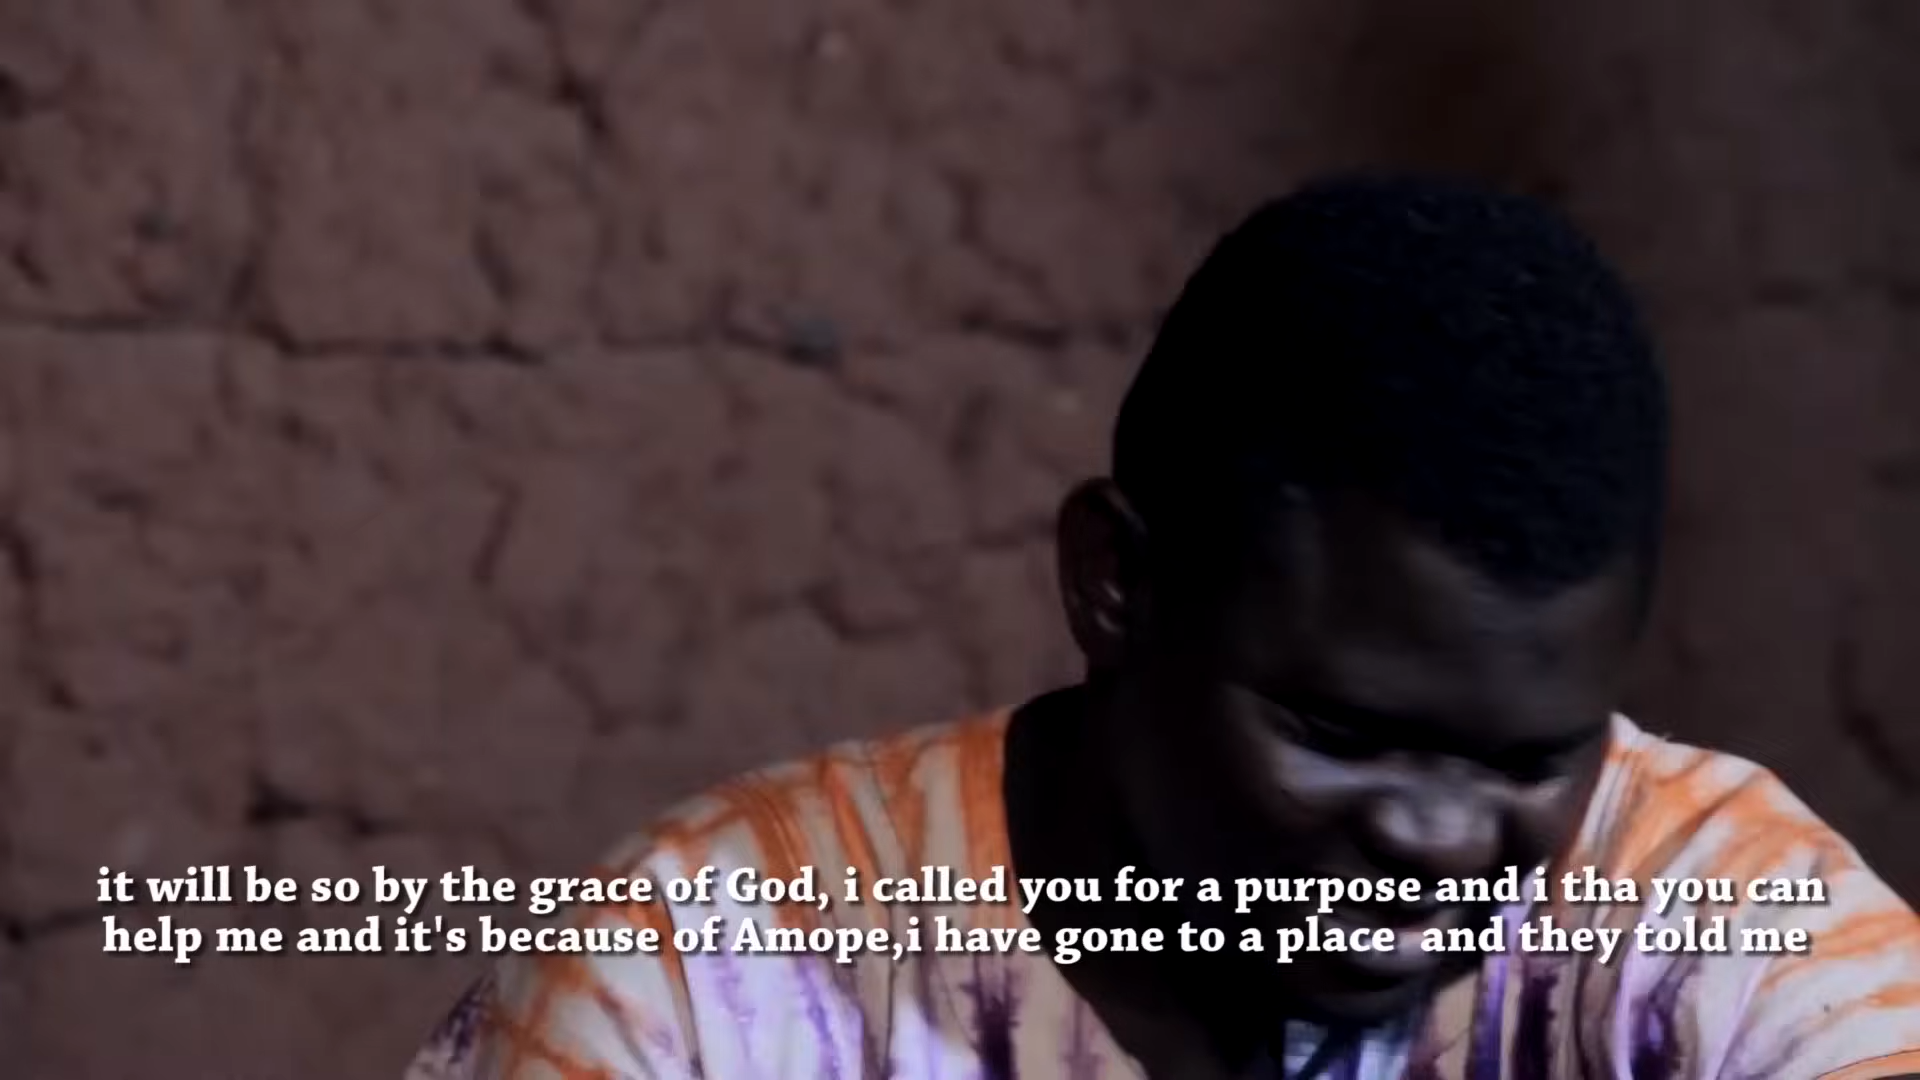 it will be so by the grace of God, i called you for a purpose and i tha you can
help me and it's because of Amope,i have gone to a place  and they told me